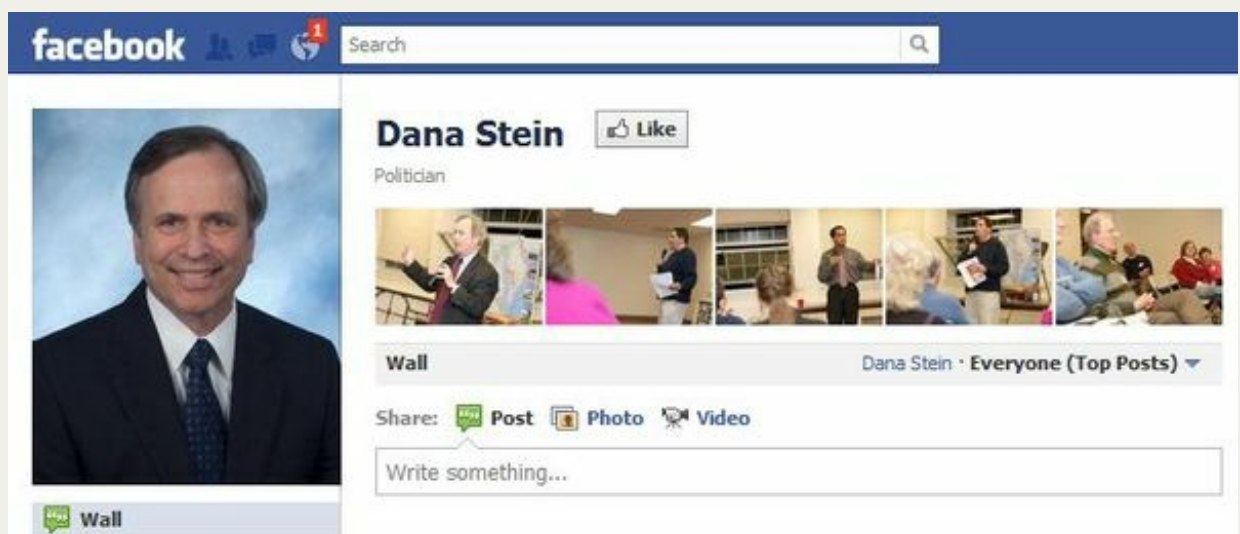 facebook
1
Search
Dana Stein
Like
Politician
Wall
Dana Stein · Everyone (Top Posts)
Share: Post Photo Video
Write something...
Wall